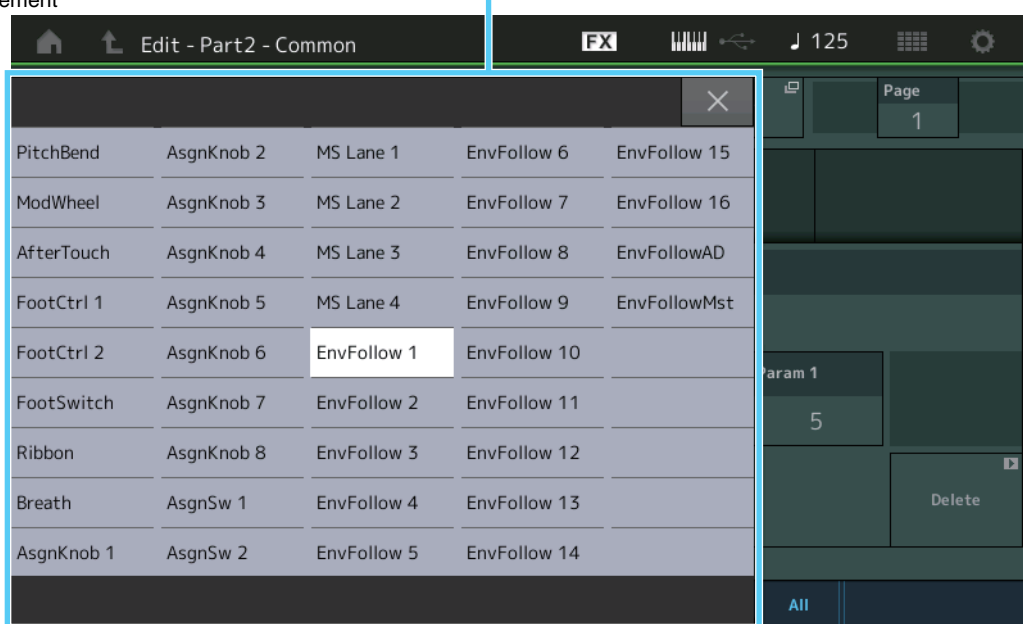 ement
Edit - Part2 - Common FX 125
Page
1
PitchBend AsgnKnob 2 MS Lane 1 EnvFollow 6 EnvFollow 15
ModWheel AsgnKnob 3 MS Lane 2 EnvFollow 7 EnvFollow 16
AfterTouch AsgnKnob 4 MS Lane 3 EnvFollow 8 EnvFollowAD
FootCtrl 1 AsgnKnob 5 MS Lane 4 EnvFollow 9 EnvFollowMst
FootCtrl 2 AsgnKnob 6 EnvFollow 1 EnvFollow 10
Param 1
FootSwitch AsgnKnob 7 EnvFollow 2 EnvFollow 11
5
Ribbon AsgnKnob 8 EnvFollow 3 EnvFollow 12
Breath AsgnSw 1 EnvFollow 4 EnvFollow 13
Delete
AsgnKnob 1 AsgnSw 2 EnvFollow 5 EnvFollow 14
All